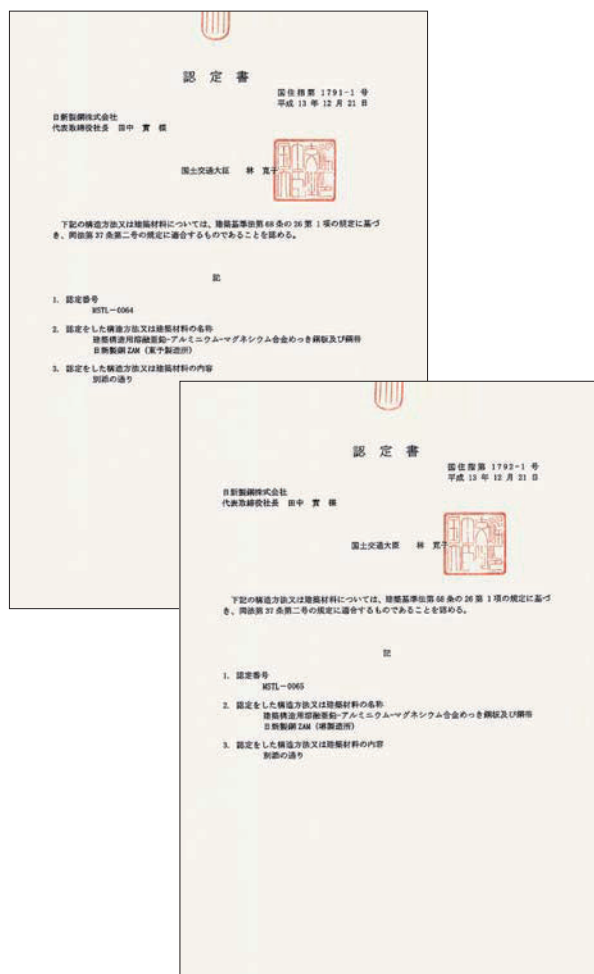 認定書
国住指第 1791-1 号
平成 13 年 12 月 21 日
日新製鋼株式会社
代表取締役社長 田中 實 様
国土交通大臣 林 寛子
下記の構造方法又は建築材料については、建築基準法第 68 条の 26 第 1 項の規定に基づ
き、同法第 37 条第二号の規定に適合するものであることを認める。
記
1. 認定番号
MSTL-0064
2. 認定をした構造方法又は建築材料の名称
建築構造用溶融亜鉛-アルミニウム-マグネシウム合金めっき鋼板及び鋼帯
日新製鋼 ZAM (東予製造所)
3. 認定をした構造方法又は建築材料の内容
別添の通り
認定書
国住指第 1792-1 号
平成 13 年 12 月 21 日
日新製鋼株式会社
代表取締役社長 田中 實 様
国土交通大臣 林 寛子
下記の構造方法又は建築材料については、建築基準法第 68 条の 26 第 1 項の規定に基づ
き、同法第 37 条第二号の規定に適合するものであることを認める。
記
1. 認定番号
MSTL-0065
2. 認定をした構造方法又は建築材料の名称
建築構造用溶融亜鉛-アルミニウム-マグネシウム合金めっき鋼板及び鋼帯
日新製鋼 ZAM (堺製造所)
3. 認定をした構造方法又は建築材料の内容
別添の通り